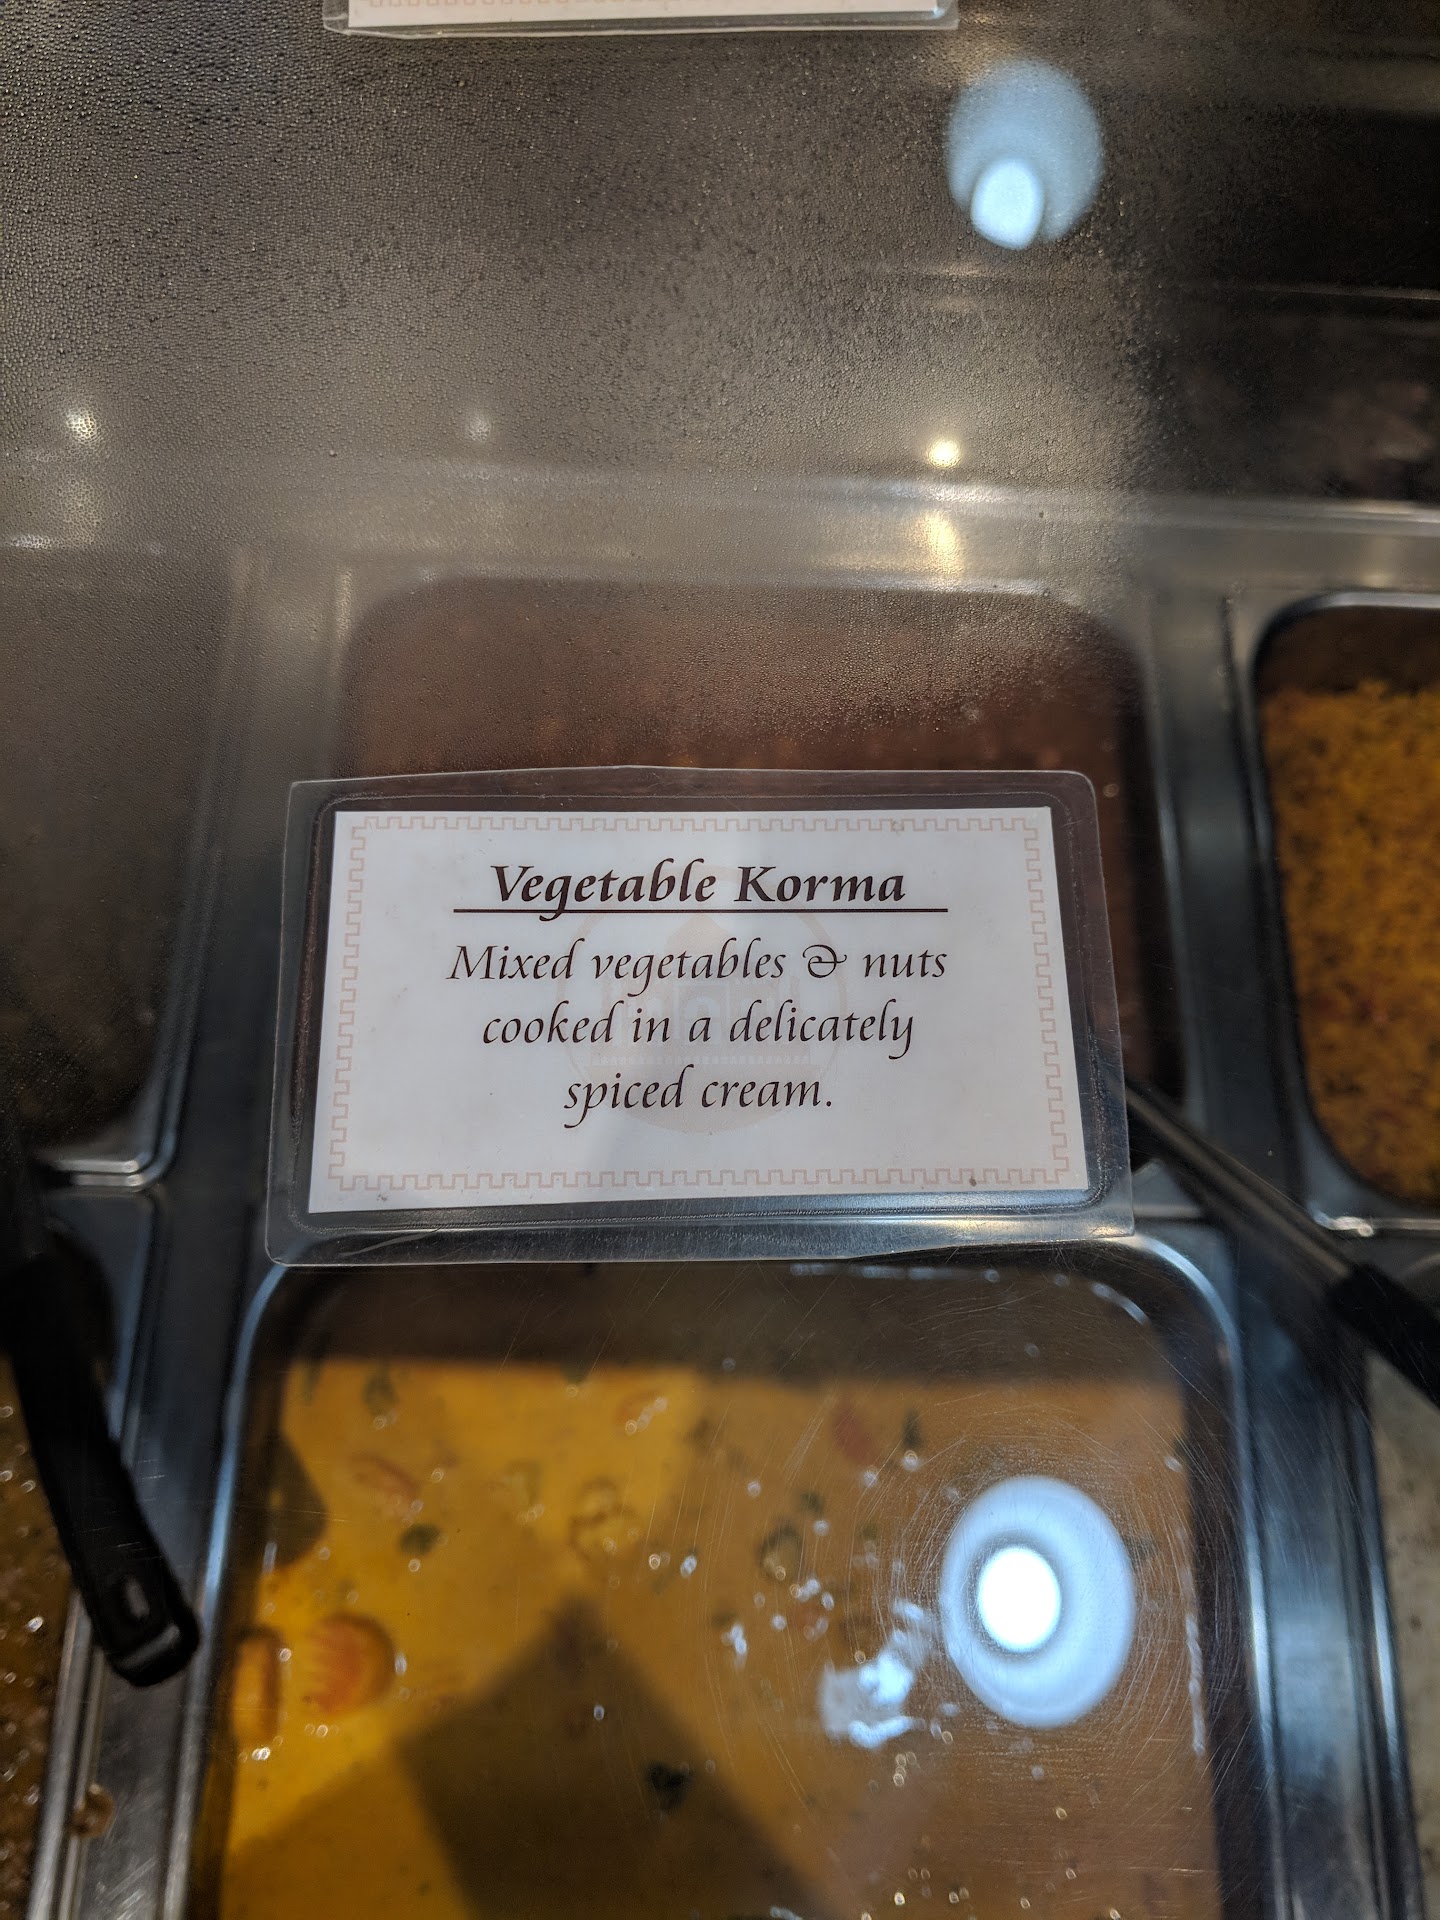 Vegetable Korma
Mixed vegetables & nuts
cooked in a delicately
spiced cream.